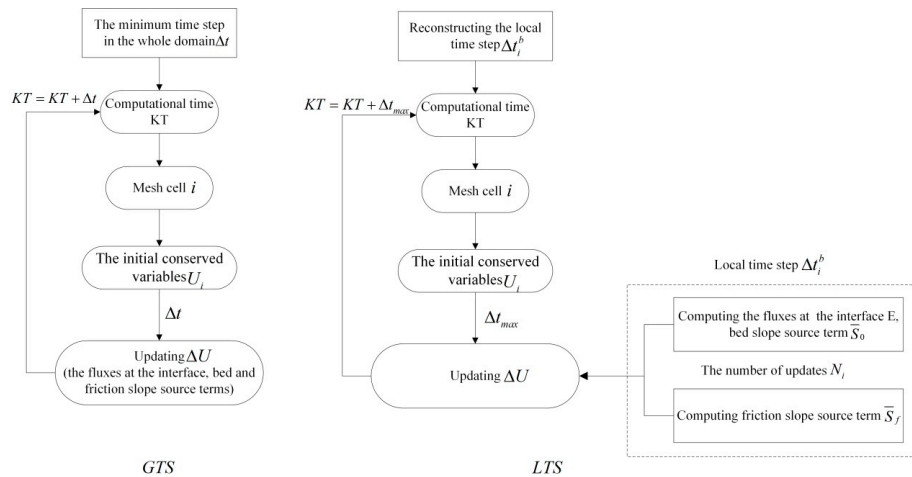 The minimum time step
in the whole domain Δt
KT = KT + Δt
Computational time
KT
Mesh cell i
The initial conserved
variables U_i
Δt
Updating ΔU
(the fluxes at the interface, bed and
friction slope source terms)
GTS
Reconstructing the local
time step Δt_i^b
KT = KT + Δt_max
Computational time
KT
Mesh cell i
The initial conserved
variables U_i
Δt_max
Updating ΔU
LTS
Local time step Δt_i^b
Computing the fluxes at the interface E,
bed slope source term S̅_0
The number of updates N_i
Computing friction slope source term S̅_f